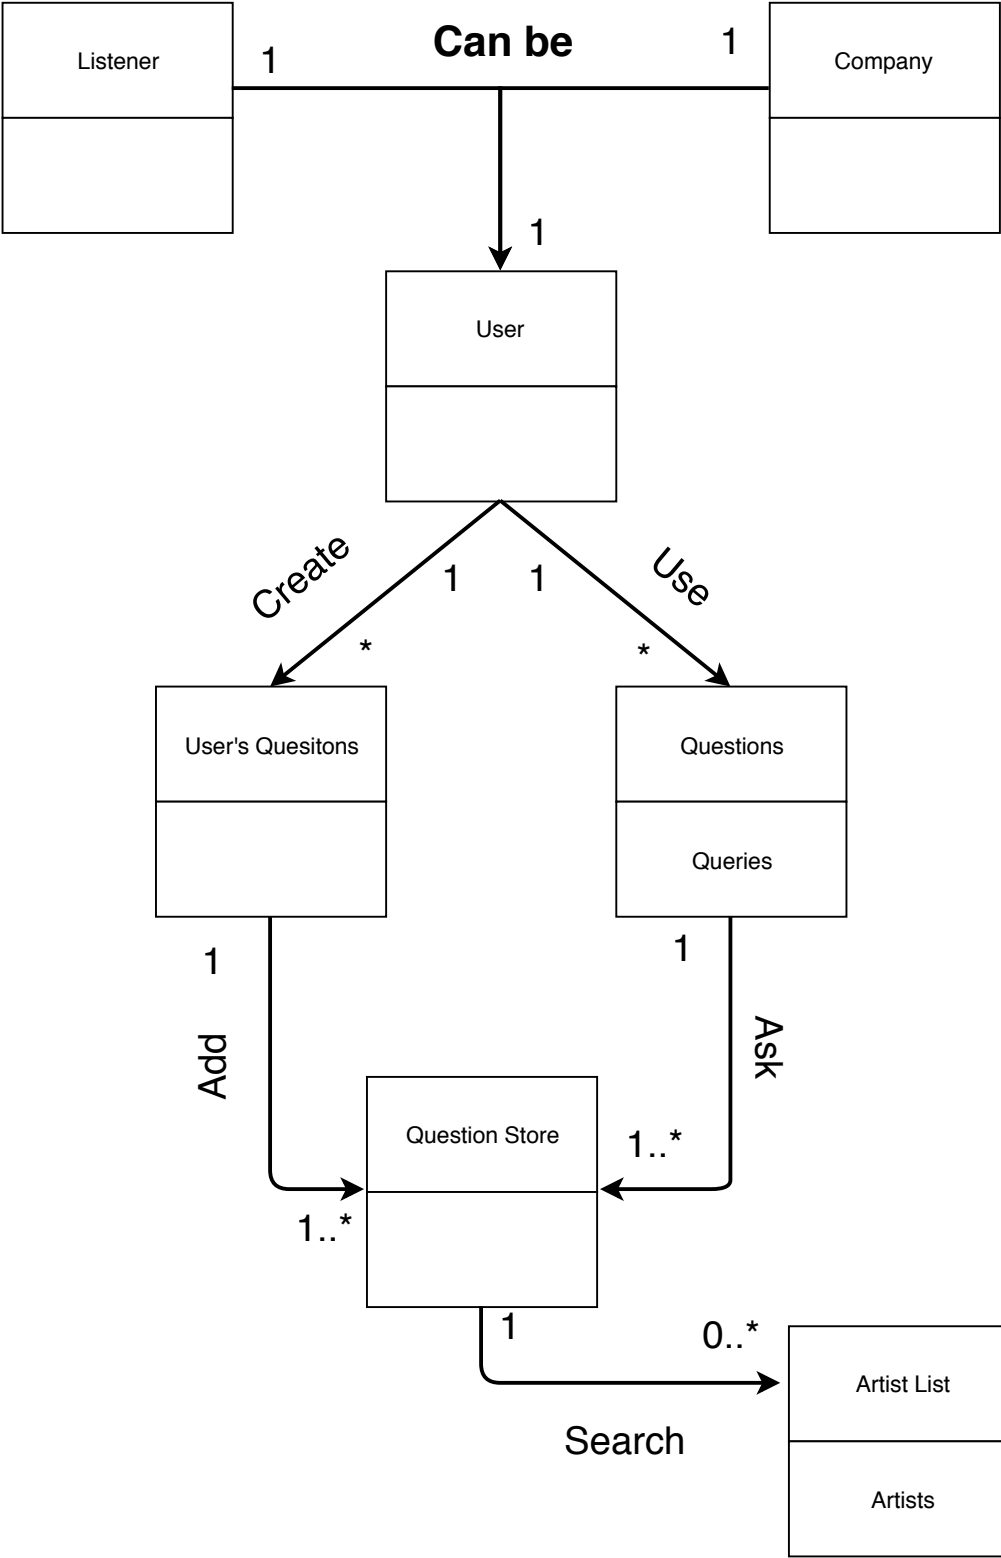 Listener
1
Can be
1
Company
1
User
Create
1
1
Use
*
*
User's Quesitons
Questions
Queries
1
1
Add
Ask
Question Store
1..*
1..*
1
0..*
Artist List
Search
Artists